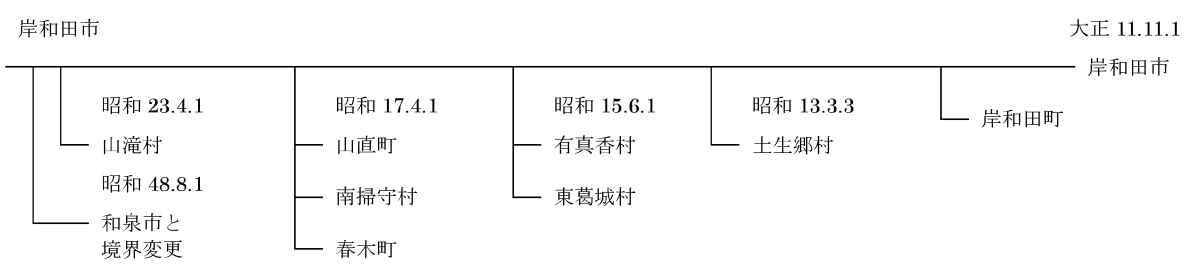 岸和田市
大正 11.11.1
岸和田市
昭和 23.4.1
山滝村
昭和 48.8.1
和泉市と
境界変更
昭和 17.4.1
山直町
南掃守村
春木町
昭和 15.6.1
有真香村
東葛城村
昭和 13.3.3
土生郷村
岸和田町